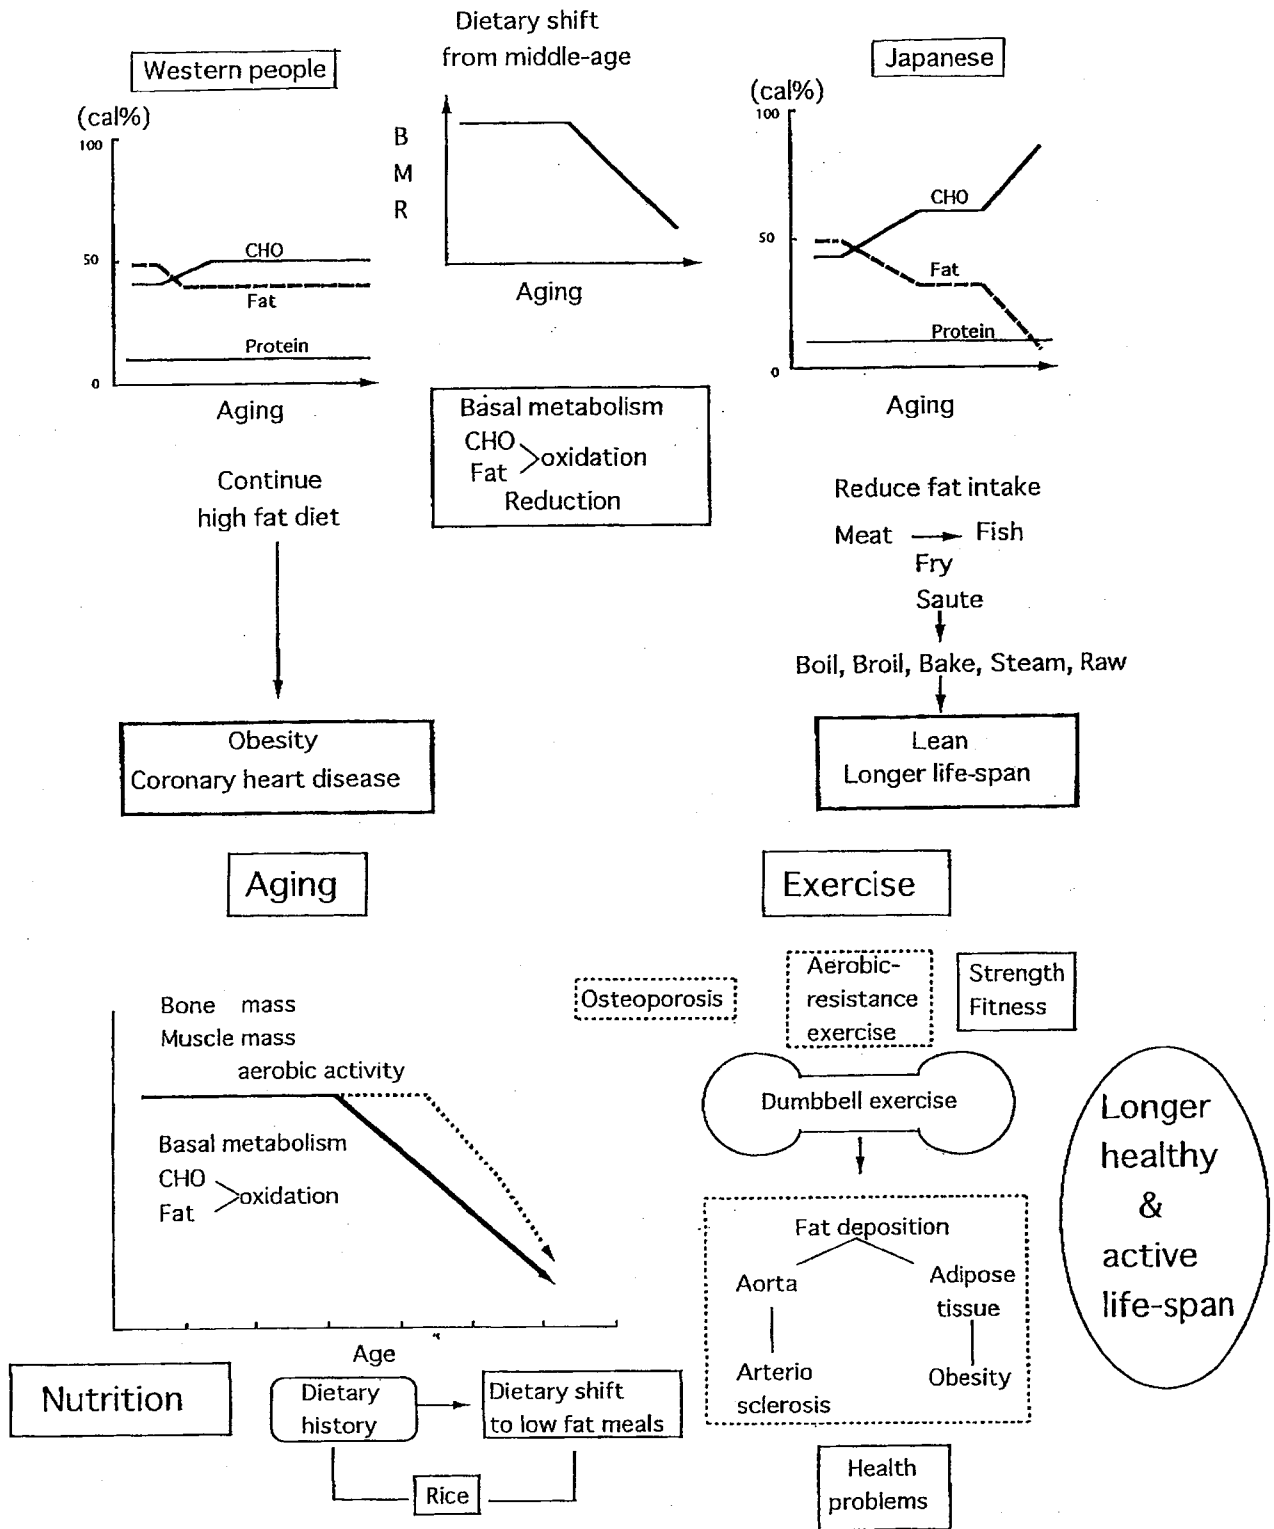 Dietary shift
from middle-age
Western people
Japanese
(cal%)
100
50
0
CHO
Fat
Protein
Aging
B
M
R
Aging
(cal%)
100
50
0
CHO
Fat
Protein
Aging
Basal metabolism
CHO
Fat
oxidation
Reduction
Continue
high fat diet
Reduce fat intake
Meat
Fish
Fry
Saute
Boil, Broil, Bake, Steam, Raw
Obesity
Coronary heart disease
Lean
Longer life-span
Aging
Exercise
Bone mass
Muscle mass
aerobic activity
Basal metabolism
CHO
Fat
oxidation
Age
Osteoporosis
Aerobic-
resistance
exercise
Strength
Fitness
Dumbbell exercise
Fat deposition
Aorta
Adipose
tissue
Arterio
sclerosis
Obesity
Health
problems
Longer
healthy
&
active
life-span
Nutrition
Dietary
history
Dietary shift
to low fat meals
Rice